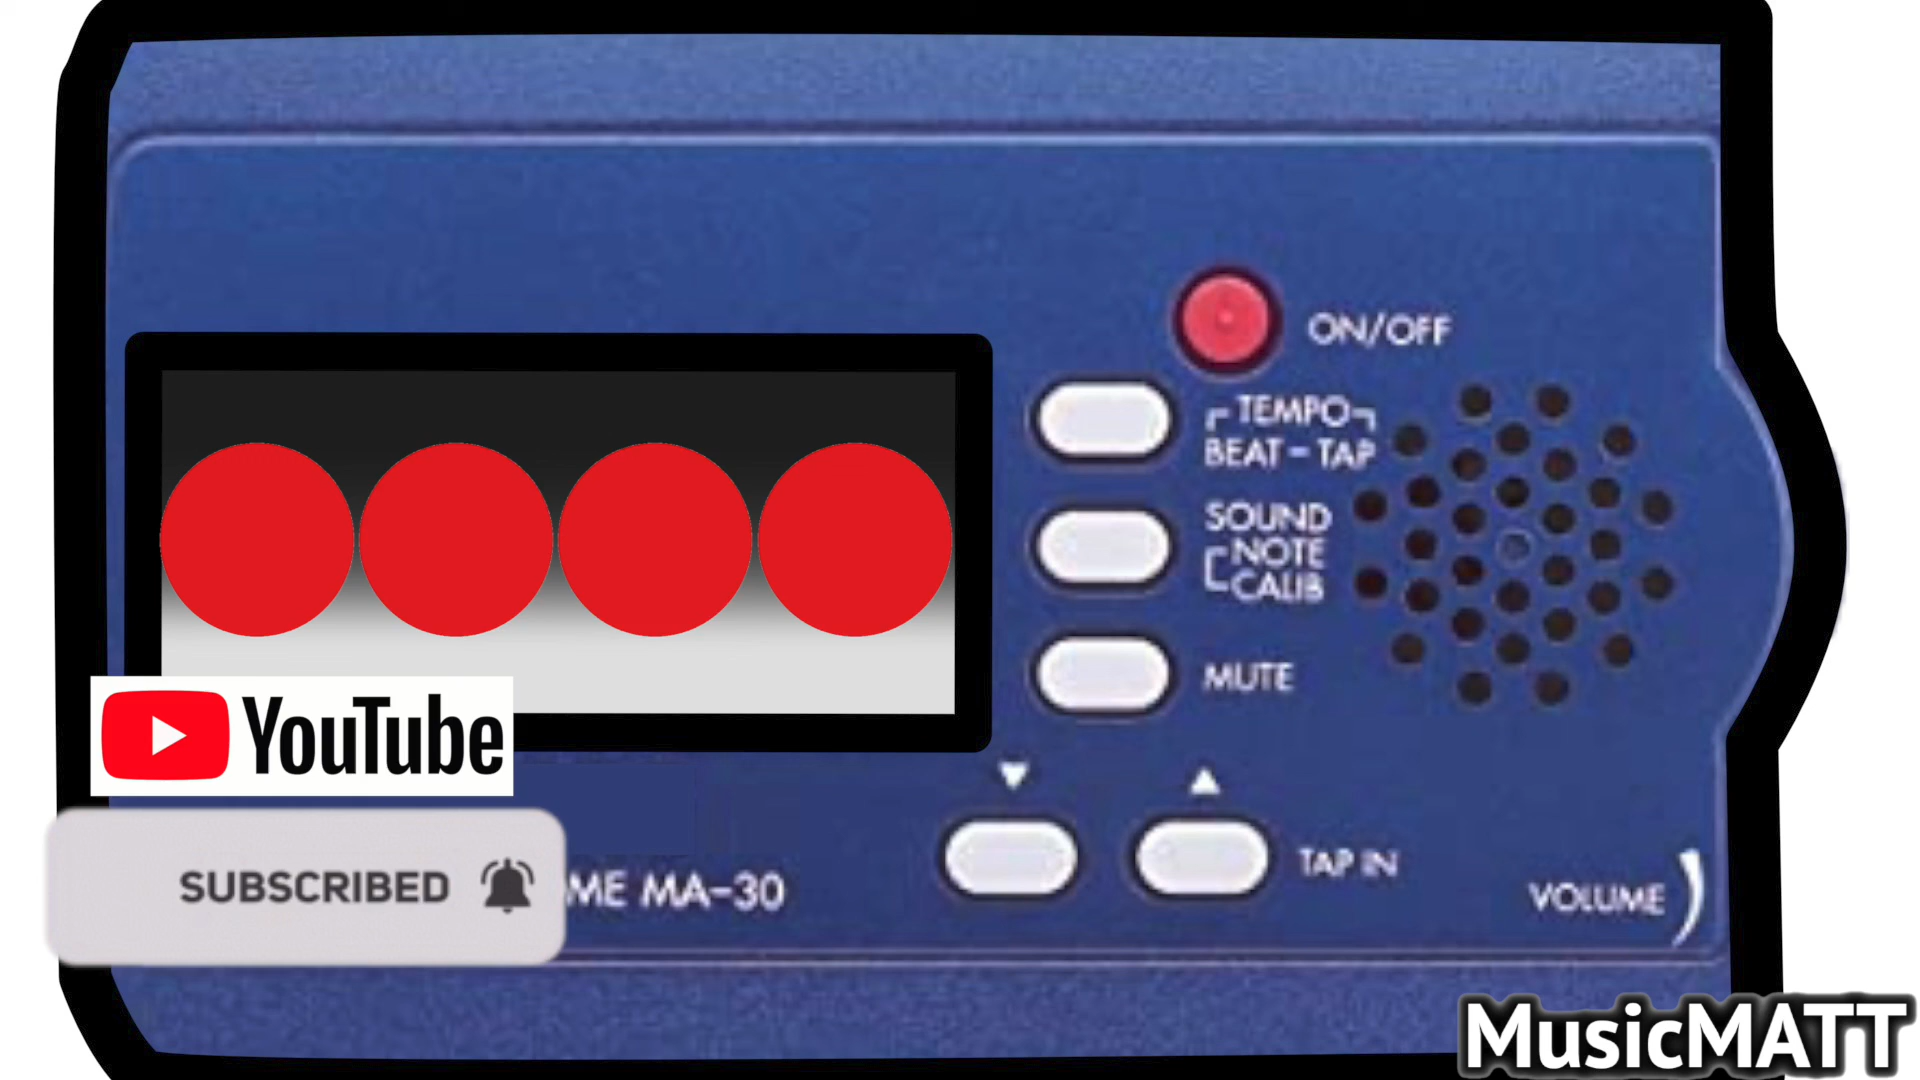 ON/OFF
TEMPO
BEAT - TAP
SOUND
NOTE
CALIB
MUTE
YouTube
▼ ▲
SUBSCRIBED
ME MA-30
TAP IN
VOLUME
MusicMATT